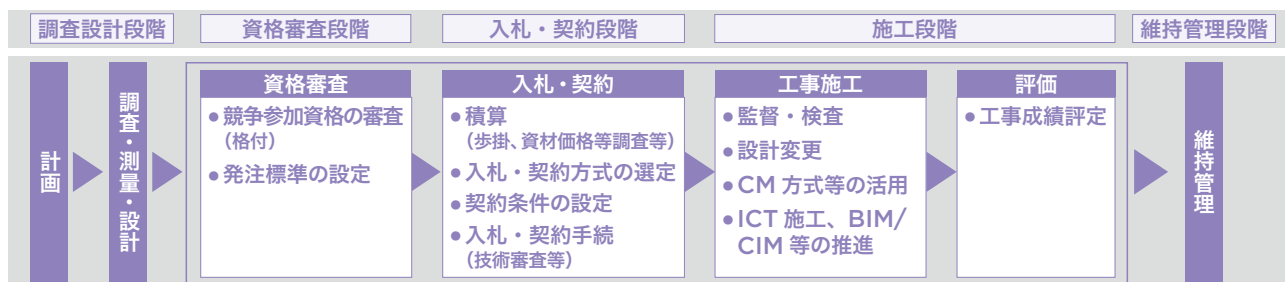 調査設計段階
資格審査段階
入札・契約段階
施工段階
維持管理段階
計画
調査・測量・設計
資格審査
●競争参加資格の審査
(格付)
●発注標準の設定
入札・契約
●積算
(歩掛、資材価格等調査等)
●入札・契約方式の選定
●契約条件の設定
●入札・契約手続
(技術審査等)
工事施工
●監督・検査
●設計変更
●CM 方式等の活用
●ICT 施工、BIM/
CIM 等の推進
評価
●工事成績評定
維持管理